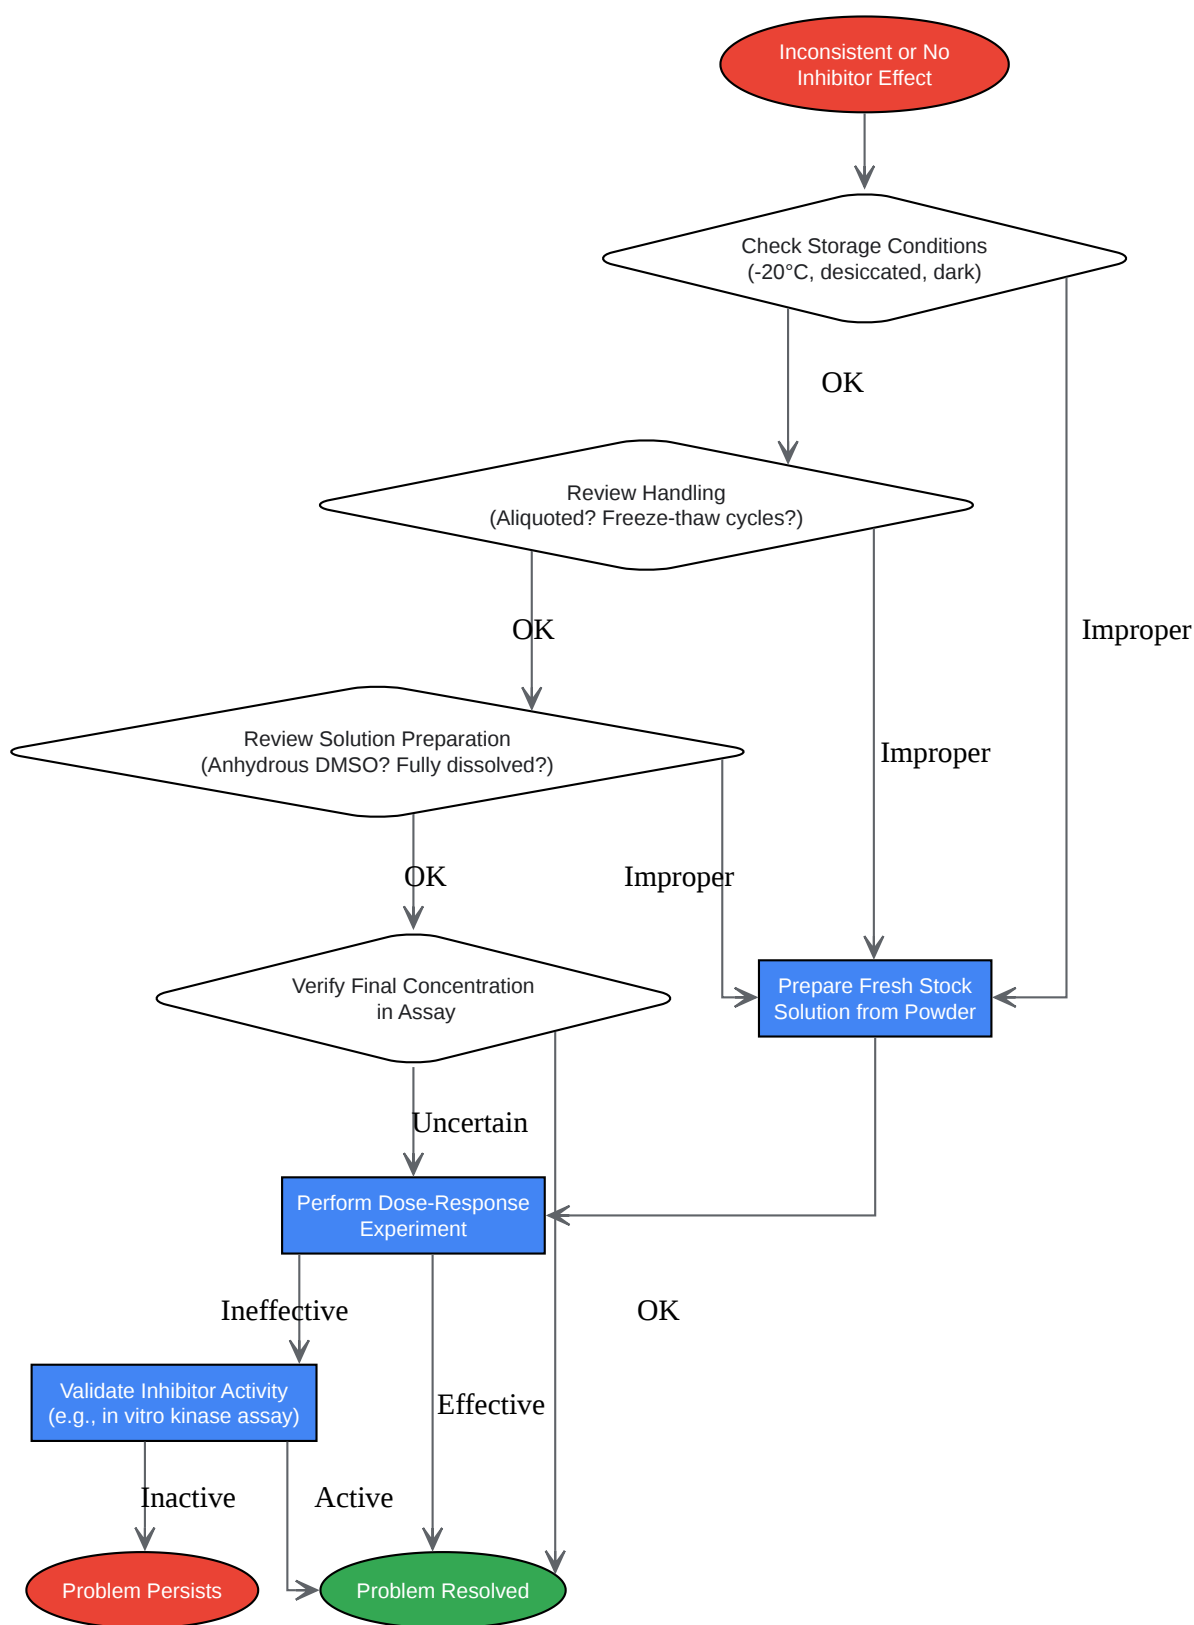 Inconsistent or No
Inhibitor Effect
Check Storage Conditions
(-20°C, desiccated, dark)
OK
Review Handling
(Aliquoted? Freeze-thaw cycles?)
OK
Improper
Review Solution Preparation
(Anhydrous DMSO? Fully dissolved?)
Improper
OK
Improper
Verify Final Concentration
in Assay
Prepare Fresh Stock
Solution from Powder
Uncertain
Perform Dose-Response
Experiment
Ineffective
OK
Validate Inhibitor Activity
(e.g., in vitro kinase assay)
Effective
Inactive
Active
Problem Persists
Problem Resolved